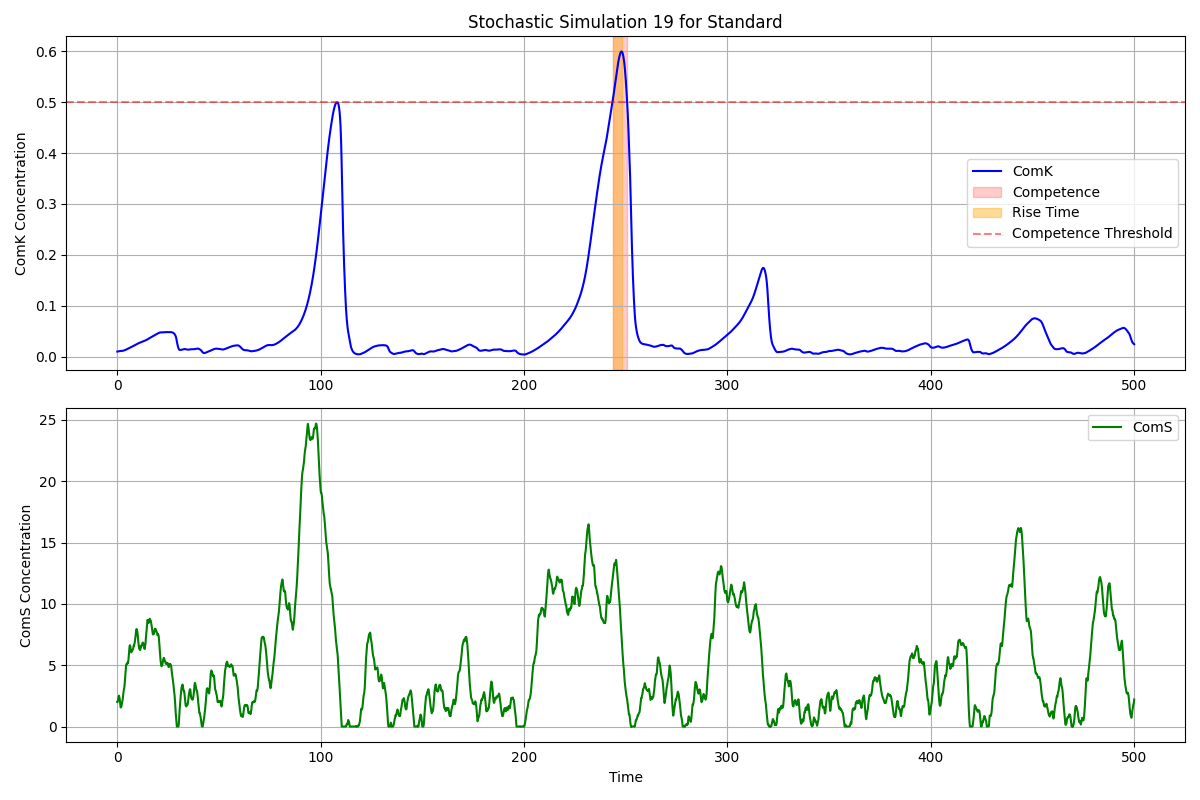 Stochastic Simulation 19 for Standard
ComK Concentration
0.6
0.5
0.4
0.3
0.2
0.1
0.0
ComK
Competence
Rise Time
Competence Threshold
0 100 200 300 400 500
ComS Concentration
25
20
15
10
5
0
ComS
0 100 200 300 400 500
Time